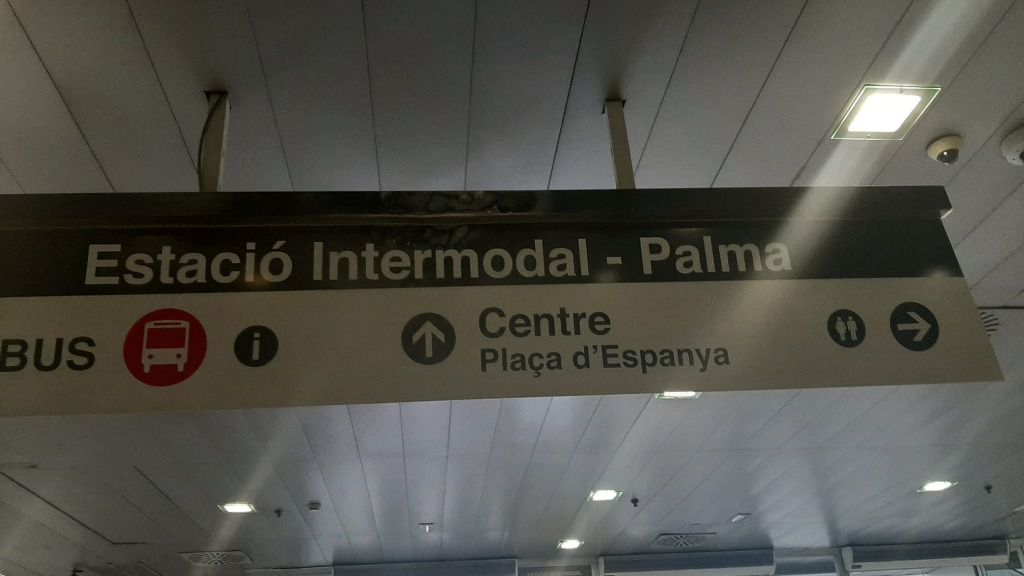 Estació Intermodal - Palma
BUS i
Centre
Plaça d'Espanya